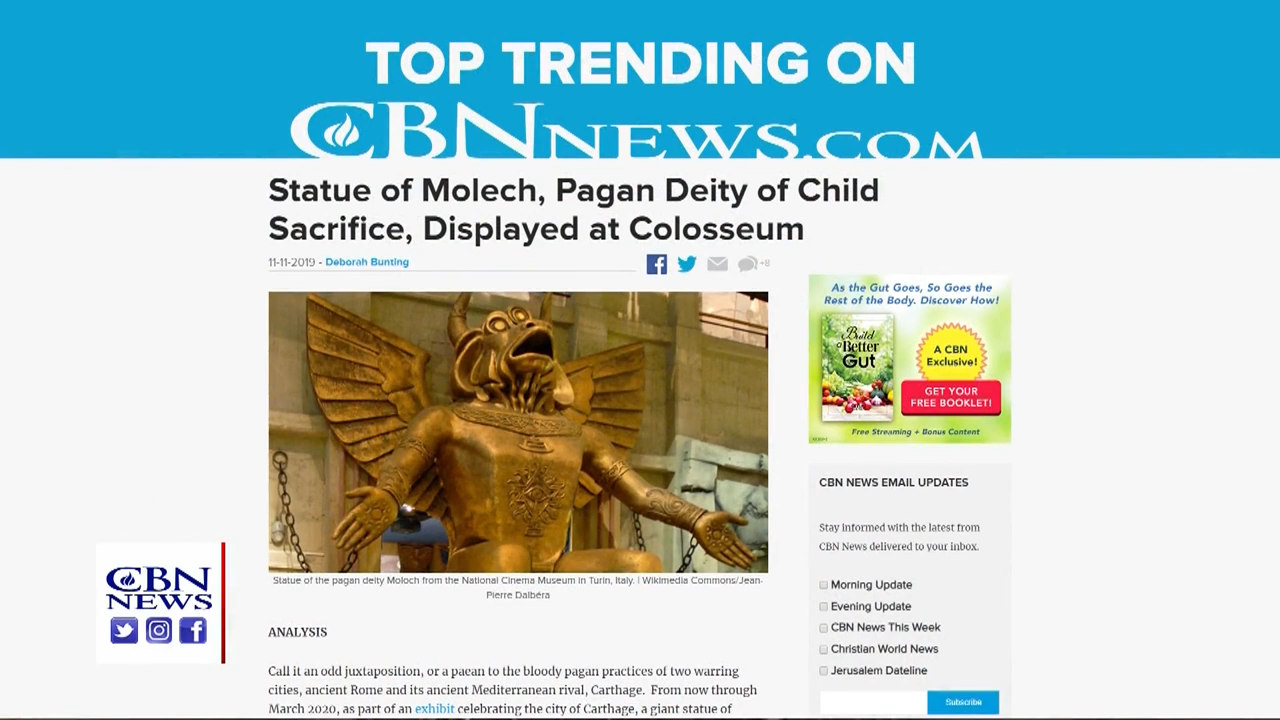 TOP TRENDING ON
CBNNEWS.COM
Statue of Molech, Pagan Deity of Child
Sacrifice, Displayed at Colosseum
11-11-2019 - Deborah Bunting
+8
Statue of the pagan deity Moloch from the National Cinema Museum in Turin, Italy. | Wikimedia Commons/Jean-
Pierre Dalbéra
ANALYSIS
Call it an odd juxtaposition, or a paean to the bloody pagan practices of two warring
cities, ancient Rome and its ancient Mediterranean rival, Carthage. From now through
March 2020, as part of an exhibit celebrating the city of Carthage, a giant statue of
As the Gut Goes, So Goes the
Rest of the Body. Discover How!
Build
a Better
Gut
A CBN
Exclusive!
GET YOUR
FREE BOOKLET!
Free Streaming + Bonus Content
CBN NEWS EMAIL UPDATES
Stay informed with the latest from
CBN News delivered to your inbox.
Morning Update
Evening Update
CBN News This Week
Christian World News
Jerusalem Dateline
Subscribe
CBN
NEWS